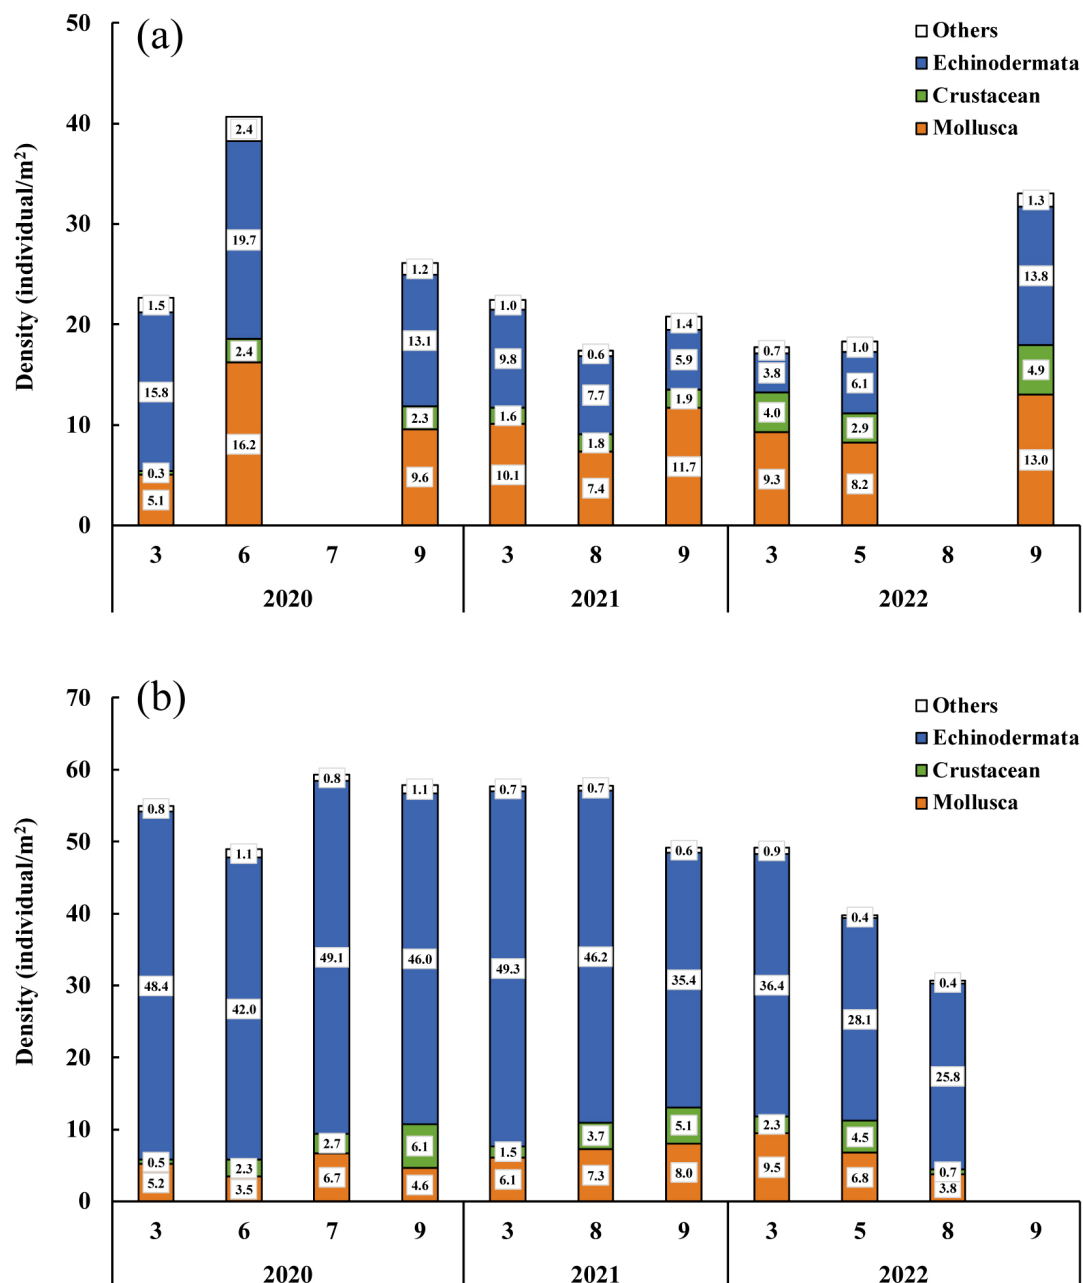 (a)
Others
Echinodermata
Crustacean
Mollusca
Density (individual/m²)
50
40
30
20
10
0
1.5 15.8 0.3 5.1
2.4 19.7 2.4 16.2
1.2 13.1 2.3 9.6
1.0 9.8 1.6 10.1
0.6 7.7 1.8 7.4
1.4 5.9 1.9 11.7
0.7 3.8 4.0 9.3
1.0 6.1 2.9 8.2
1.3 13.8 4.9 13.0
3 6 7 9 3 8 9 3 5 8 9
2020 2021 2022
(b)
Others
Echinodermata
Crustacean
Mollusca
Density (individual/m²)
70
60
50
40
30
20
10
0
0.8 48.4 0.5 5.2
1.1 42.0 2.3 3.5
0.8 49.1 2.7 6.7
1.1 46.0 6.1 4.6
0.7 49.3 1.5 6.1
0.7 46.2 3.7 7.3
0.6 35.4 5.1 8.0
0.9 36.4 2.3 9.5
0.4 28.1 4.5 6.8
0.4 25.8 0.7 3.8
3 6 7 9 3 8 9 3 5 8 9
2020 2021 2022